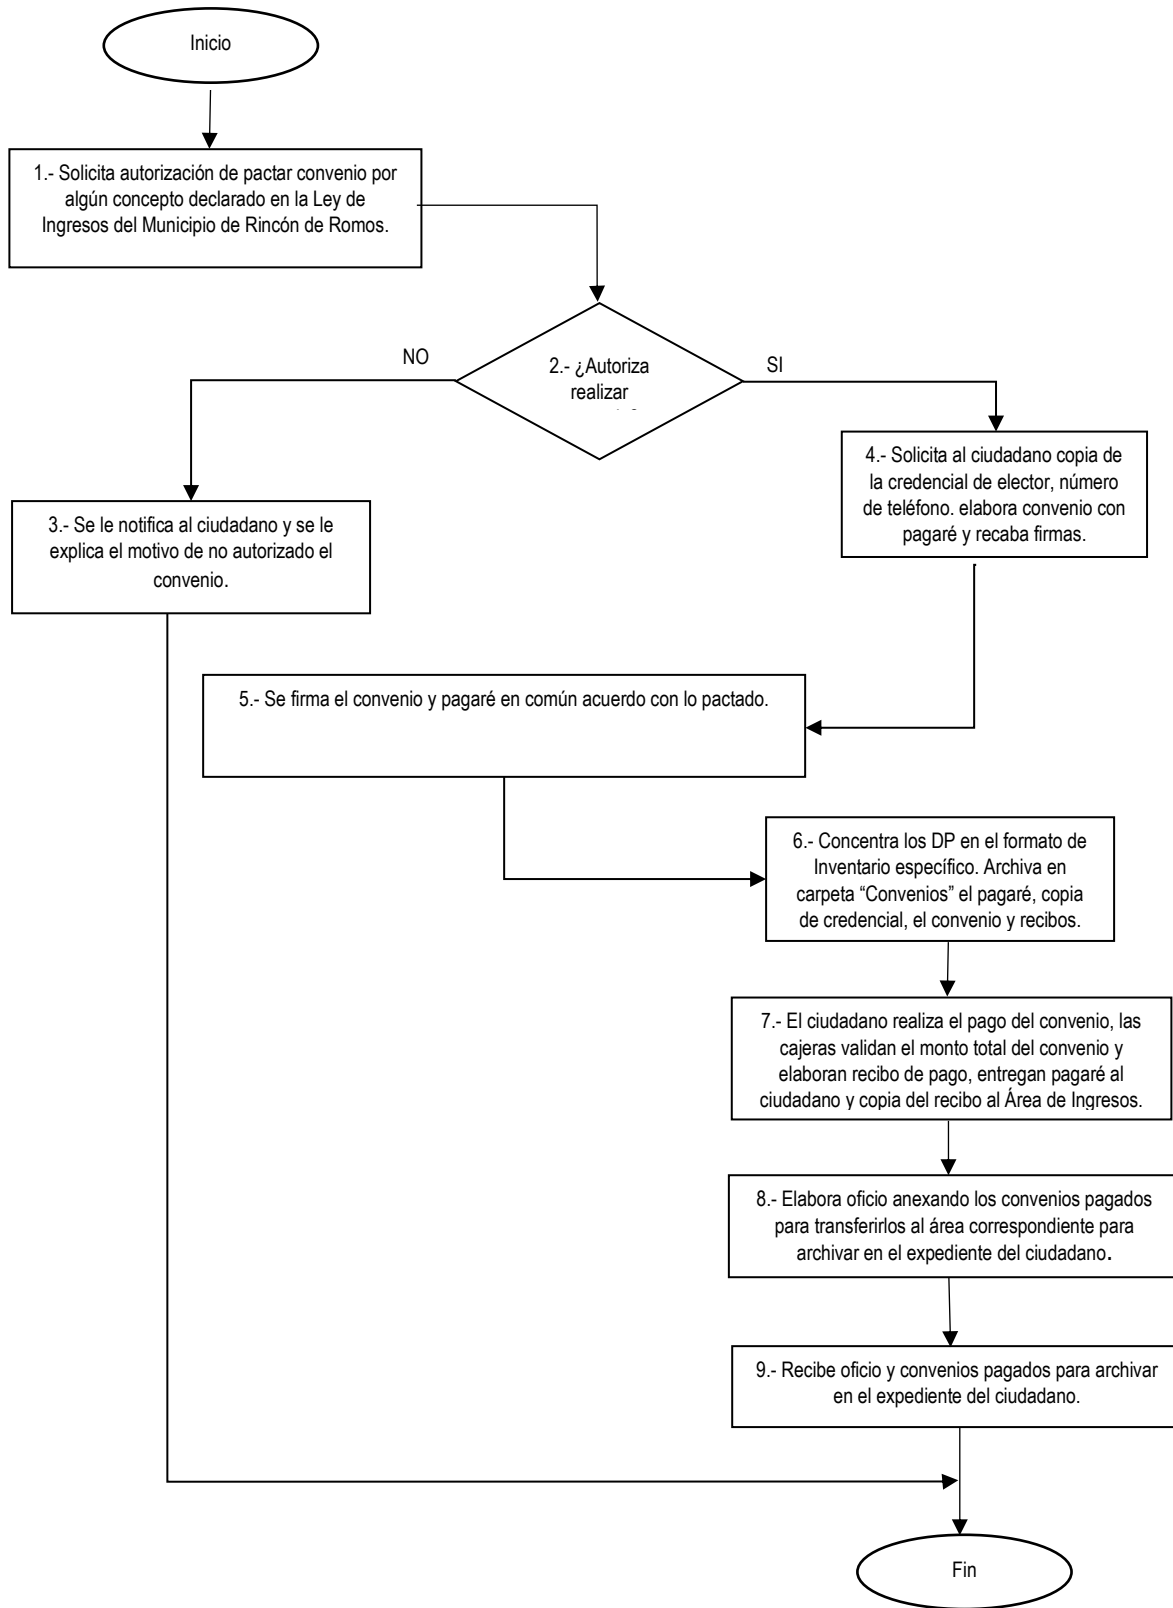 Inicio
1.- Solicita autorización de pactar convenio por
algún concepto declarado en la Ley de
Ingresos del Municipio de Rincón de Romos.
NO
2.- ¿Autoriza
realizar
SI
4.- Solicita al ciudadano copia de
la credencial de elector, número
de teléfono. elabora convenio con
pagaré y recaba firmas.
3.- Se le notifica al ciudadano y se le
explica el motivo de no autorizado el
convenio.
5.- Se firma el convenio y pagaré en común acuerdo con lo pactado.
6.- Concentra los DP en el formato de
Inventario específico. Archiva en
carpeta “Convenios” el pagaré, copia
de credencial, el convenio y recibos.
7.- El ciudadano realiza el pago del convenio, las
cajeras validan el monto total del convenio y
elaboran recibo de pago, entregan pagaré al
ciudadano y copia del recibo al Área de Ingresos.
8.- Elabora oficio anexando los convenios pagados
para transferirlos al área correspondiente para
archivar en el expediente del ciudadano.
9.- Recibe oficio y convenios pagados para archivar
en el expediente del ciudadano.
Fin